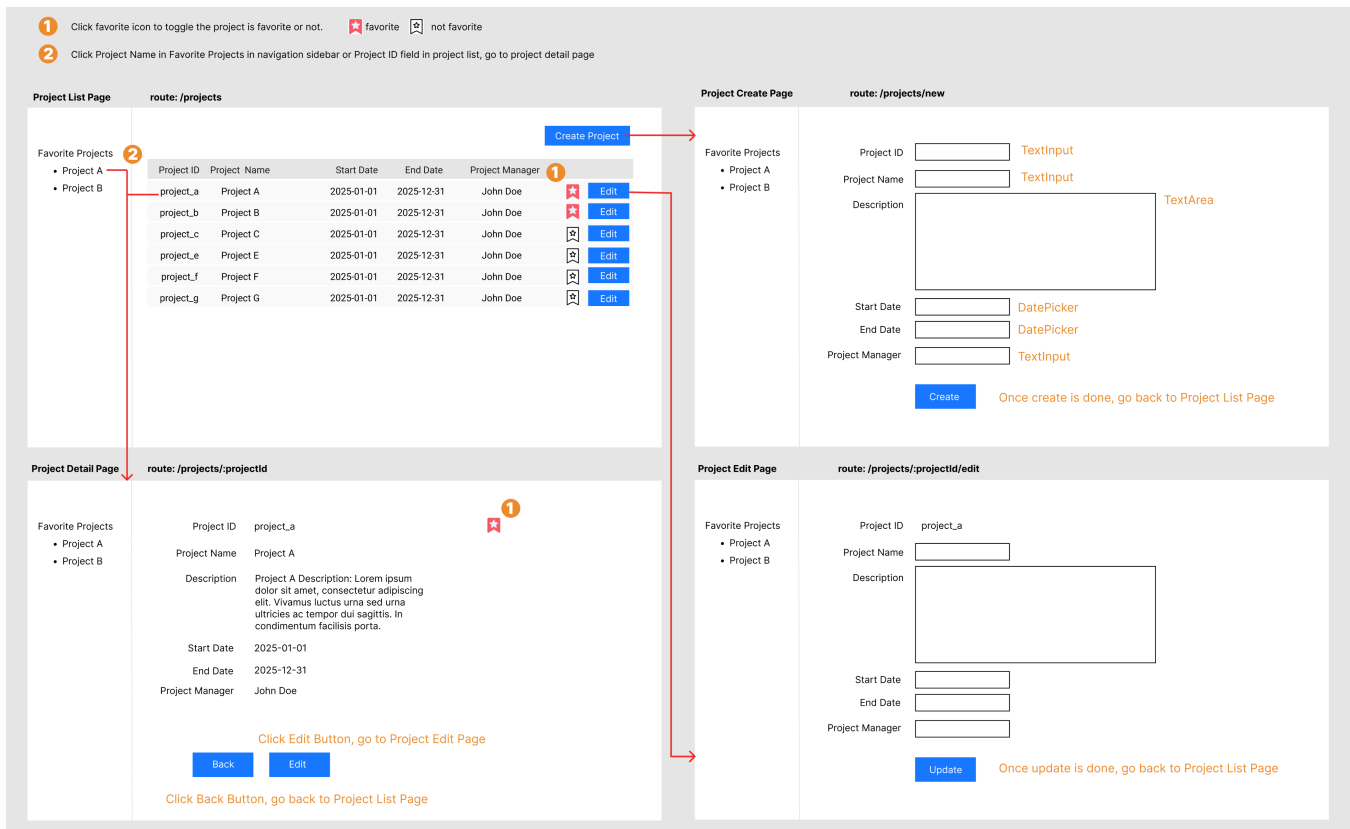 1 Click favorite icon to toggle the project is favorite or not. favorite not favorite
2 Click Project Name in Favorite Projects in navigation sidebar or Project ID field in project list, go to project detail page
Project List Page route: /projects
Create Project
Favorite Projects 2
• Project A
• Project B
Project ID Project Name Start Date End Date Project Manager 1
project_a Project A 2025-01-01 2025-12-31 John Doe Edit
project_b Project B 2025-01-01 2025-12-31 John Doe Edit
project_c Project C 2025-01-01 2025-12-31 John Doe Edit
project_e Project E 2025-01-01 2025-12-31 John Doe Edit
project_f Project F 2025-01-01 2025-12-31 John Doe Edit
project_g Project G 2025-01-01 2025-12-31 John Doe Edit
Project Create Page route: /projects/new
Favorite Projects
• Project A
• Project B
Project ID TextInput
Project Name TextInput
Description TextArea
Start Date DatePicker
End Date DatePicker
Project Manager TextInput
Create Once create is done, go back to Project List Page
Project Detail Page route: /projects/:projectId
Favorite Projects
• Project A
• Project B
Project ID project_a 1
Project Name Project A
Description Project A Description: Lorem ipsum
dolor sit amet, consectetur adipiscing
elit. Vivamus luctus urna sed urna
ultricies ac tempor dui sagittis. In
condimentum facilisis porta.
Start Date 2025-01-01
End Date 2025-12-31
Project Manager John Doe
Click Edit Button, go to Project Edit Page
Back Edit
Click Back Button, go back to Project List Page
Project Edit Page route: /projects/:projectId/edit
Favorite Projects
• Project A
• Project B
Project ID project_a
Project Name
Description
Start Date
End Date
Project Manager
Update Once update is done, go back to Project List Page